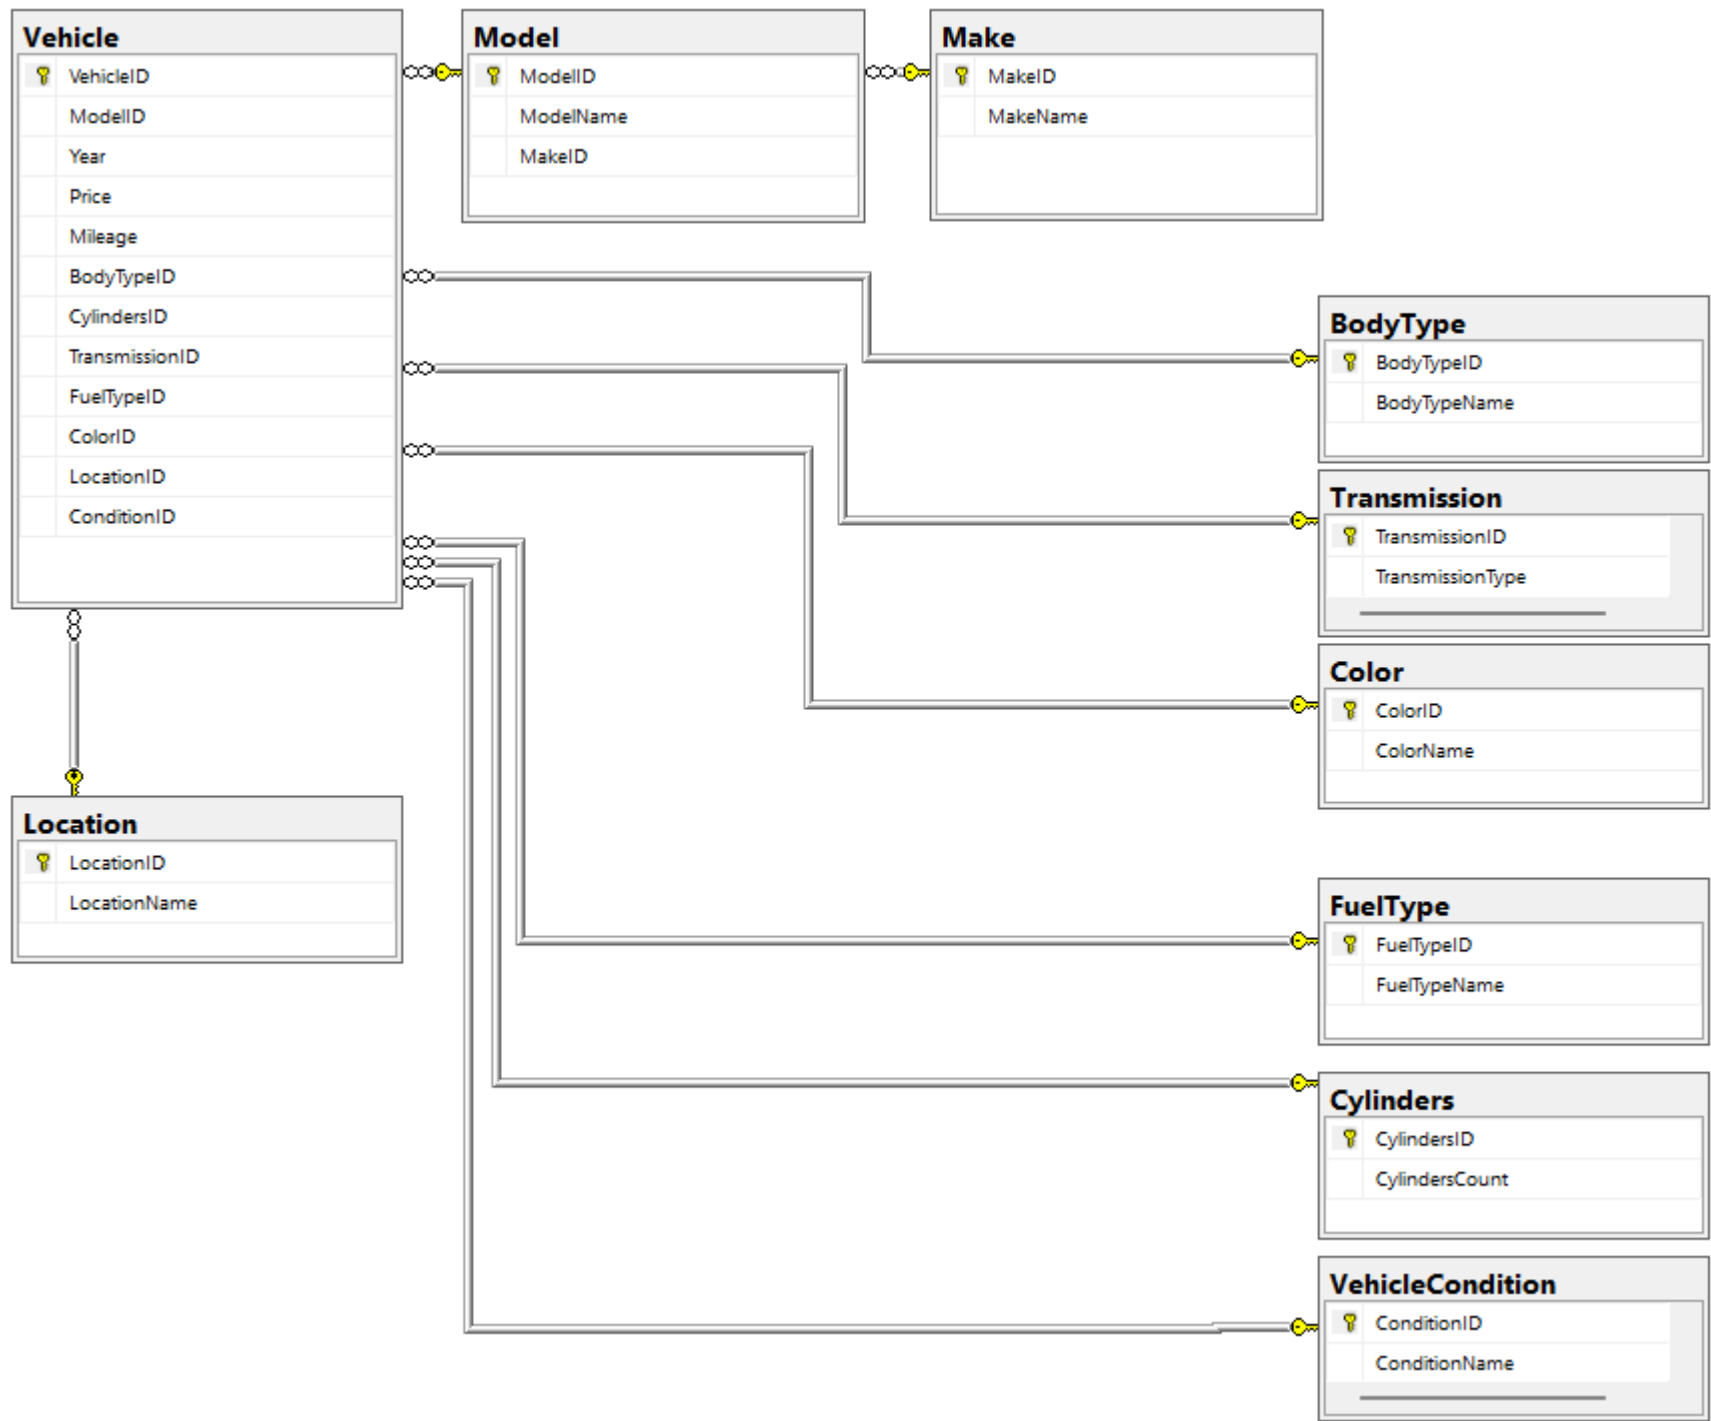 Vehicle
VehicleID
ModelID
Year
Price
Mileage
BodyTypeID
CylindersID
TransmissionID
FuelTypeID
ColorID
LocationID
ConditionID
Model
ModelID
ModelName
MakeID
Make
MakeID
MakeName
BodyType
BodyTypeID
BodyTypeName
Transmission
TransmissionID
TransmissionType
Color
ColorID
ColorName
Location
LocationID
LocationName
FuelType
FuelTypeID
FuelTypeName
Cylinders
CylindersID
CylindersCount
VehicleCondition
ConditionID
ConditionName